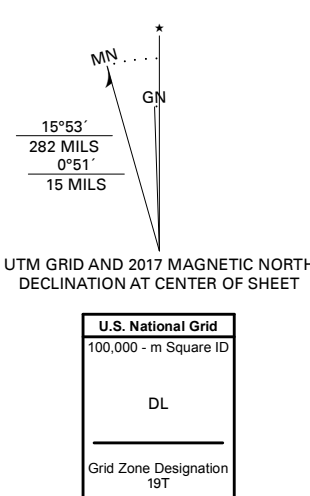 ★
MN
GN
15°53´
282 MILS
0°51´
15 MILS
UTM GRID AND 2017 MAGNETIC NORTH
DECLINATION AT CENTER OF SHEET
U.S. National Grid
100,000 - m Square ID
DL
Grid Zone Designation
19T